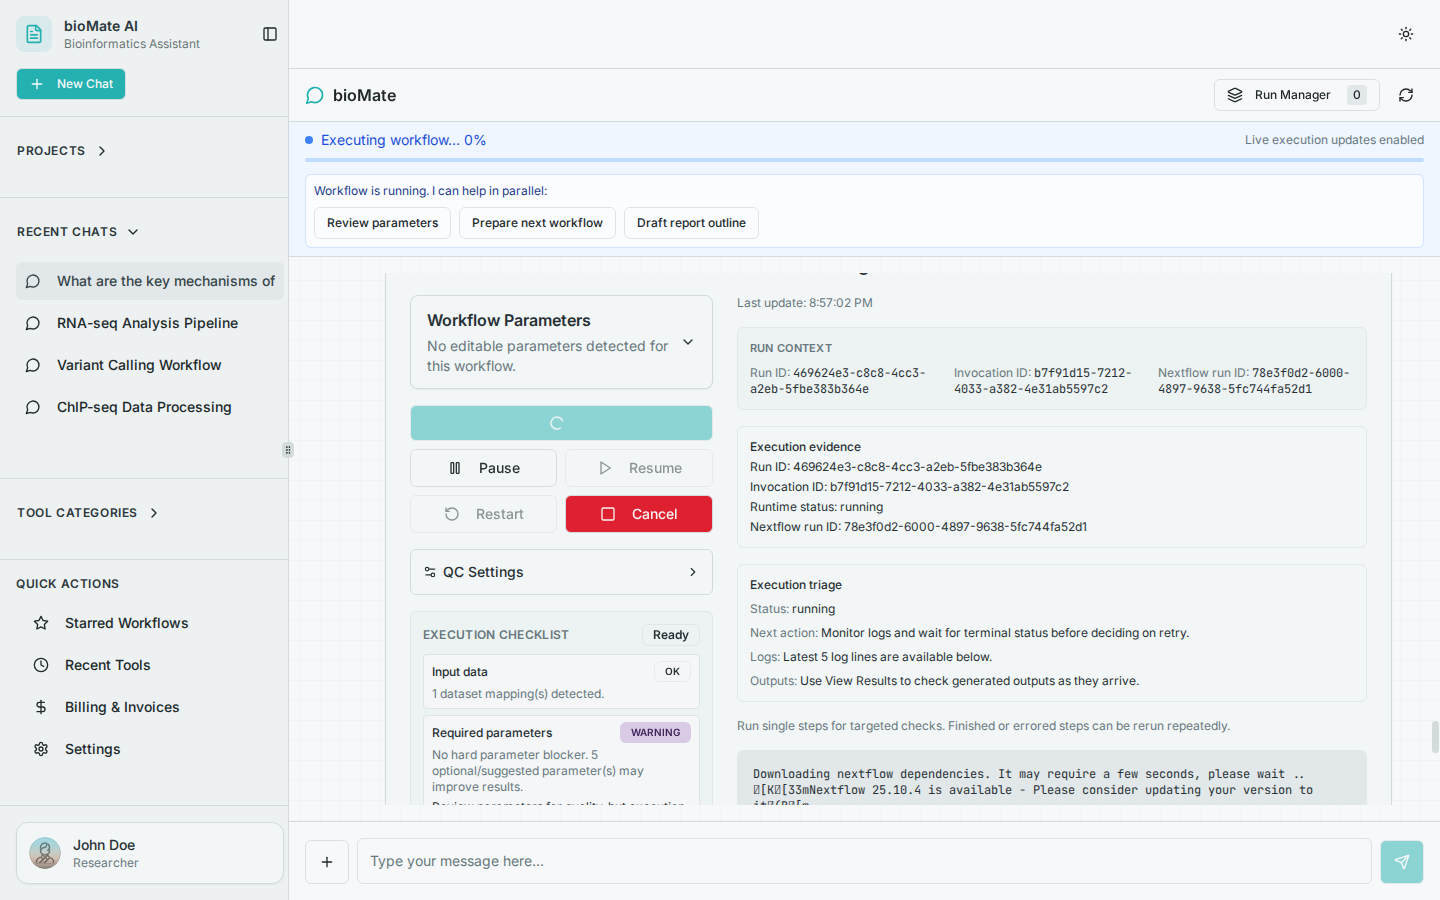 bioMate AI
Bioinformatics Assistant
New Chat
PROJECTS
RECENT CHATS
What are the key mechanisms of
RNA-seq Analysis Pipeline
Variant Calling Workflow
ChIP-seq Data Processing
TOOL CATEGORIES
QUICK ACTIONS
Starred Workflows
Recent Tools
Billing & Invoices
Settings
John Doe
Researcher
bioMate
Run Manager 0
Executing workflow... 0%
Live execution updates enabled
Workflow is running. I can help in parallel:
Review parameters
Prepare next workflow
Draft report outline
Workflow Parameters
No editable parameters detected for
this workflow.
Pause
Resume
Restart
Cancel
QC Settings
EXECUTION CHECKLIST
Ready
Input data
OK
1 dataset mapping(s) detected.
Required parameters
WARNING
No hard parameter blocker. 5
optional/suggested parameter(s) may
improve results.
Review parameters for quality, but execution
Last update: 8:57:02 PM
RUN CONTEXT
Run ID: 469624e3-c8c8-4cc3-
a2eb-5fbe383b364e
Invocation ID: b7f91d15-7212-
4033-a382-4e31ab5597c2
Nextflow run ID: 78e3f0d2-6000-
4897-9638-5fc744fa52d1
Execution evidence
Run ID: 469624e3-c8c8-4cc3-a2eb-5fbe383b364e
Invocation ID: b7f91d15-7212-4033-a382-4e31ab5597c2
Runtime status: running
Nextflow run ID: 78e3f0d2-6000-4897-9638-5fc744fa52d1
Execution triage
Status: running
Next action: Monitor logs and wait for terminal status before deciding on retry.
Logs: Latest 5 log lines are available below.
Outputs: Use View Results to check generated outputs as they arrive.
Run single steps for targeted checks. Finished or errored steps can be rerun repeatedly.
Downloading nextflow dependencies. It may require a few seconds, please wait ..
[K[33mNextflow 25.10.4 is available - Please consider updating your version to
it(B[m
Type your message here...